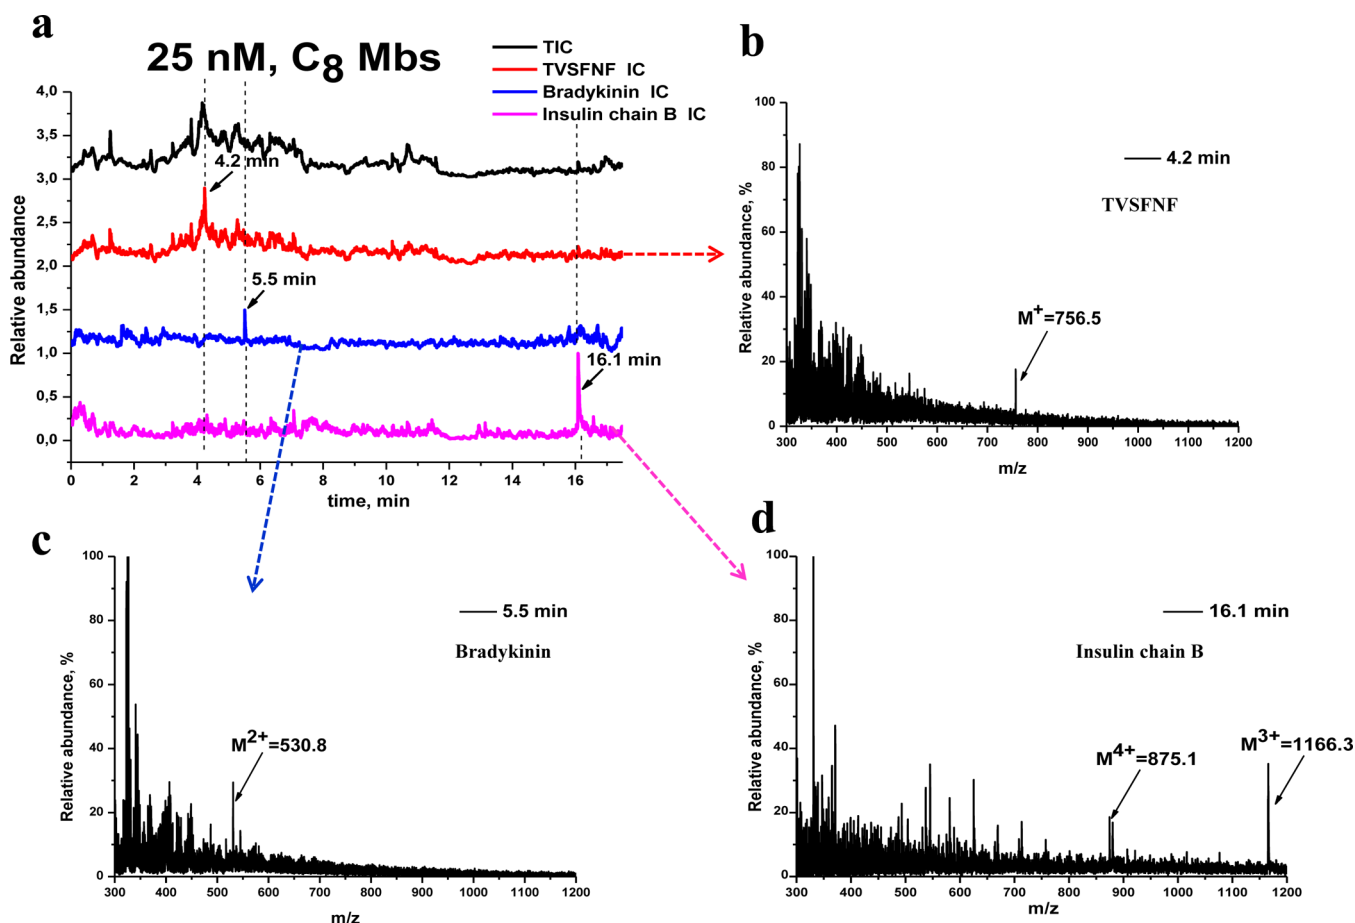 a
25 nM, C8 Mbs
TIC
TVSFNF IC
Bradykinin IC
Insulin chain B IC
4,0
3,5
3,0
2,5
2,0
1,5
1,0
0,5
0,0
Relative abundance
4.2 min
5.5 min
16.1 min
0 2 4 6 8 10 12 14 16
time, min
b
100
80
60
40
20
0
Relative abundance, %
4.2 min
TVSFNF
M+=756.5
300 400 500 600 700 800 900 1000 1100 1200
m/z
c
100
80
60
40
20
0
Relative abundance, %
5.5 min
Bradykinin
M2+=530.8
300 400 500 600 700 800 900 1000 1100 1200
m/z
d
100
80
60
40
20
0
Relative abundance, %
16.1 min
Insulin chain B
M4+=875.1
M3+=1166.3
300 400 500 600 700 800 900 1000 1100 1200
m/z